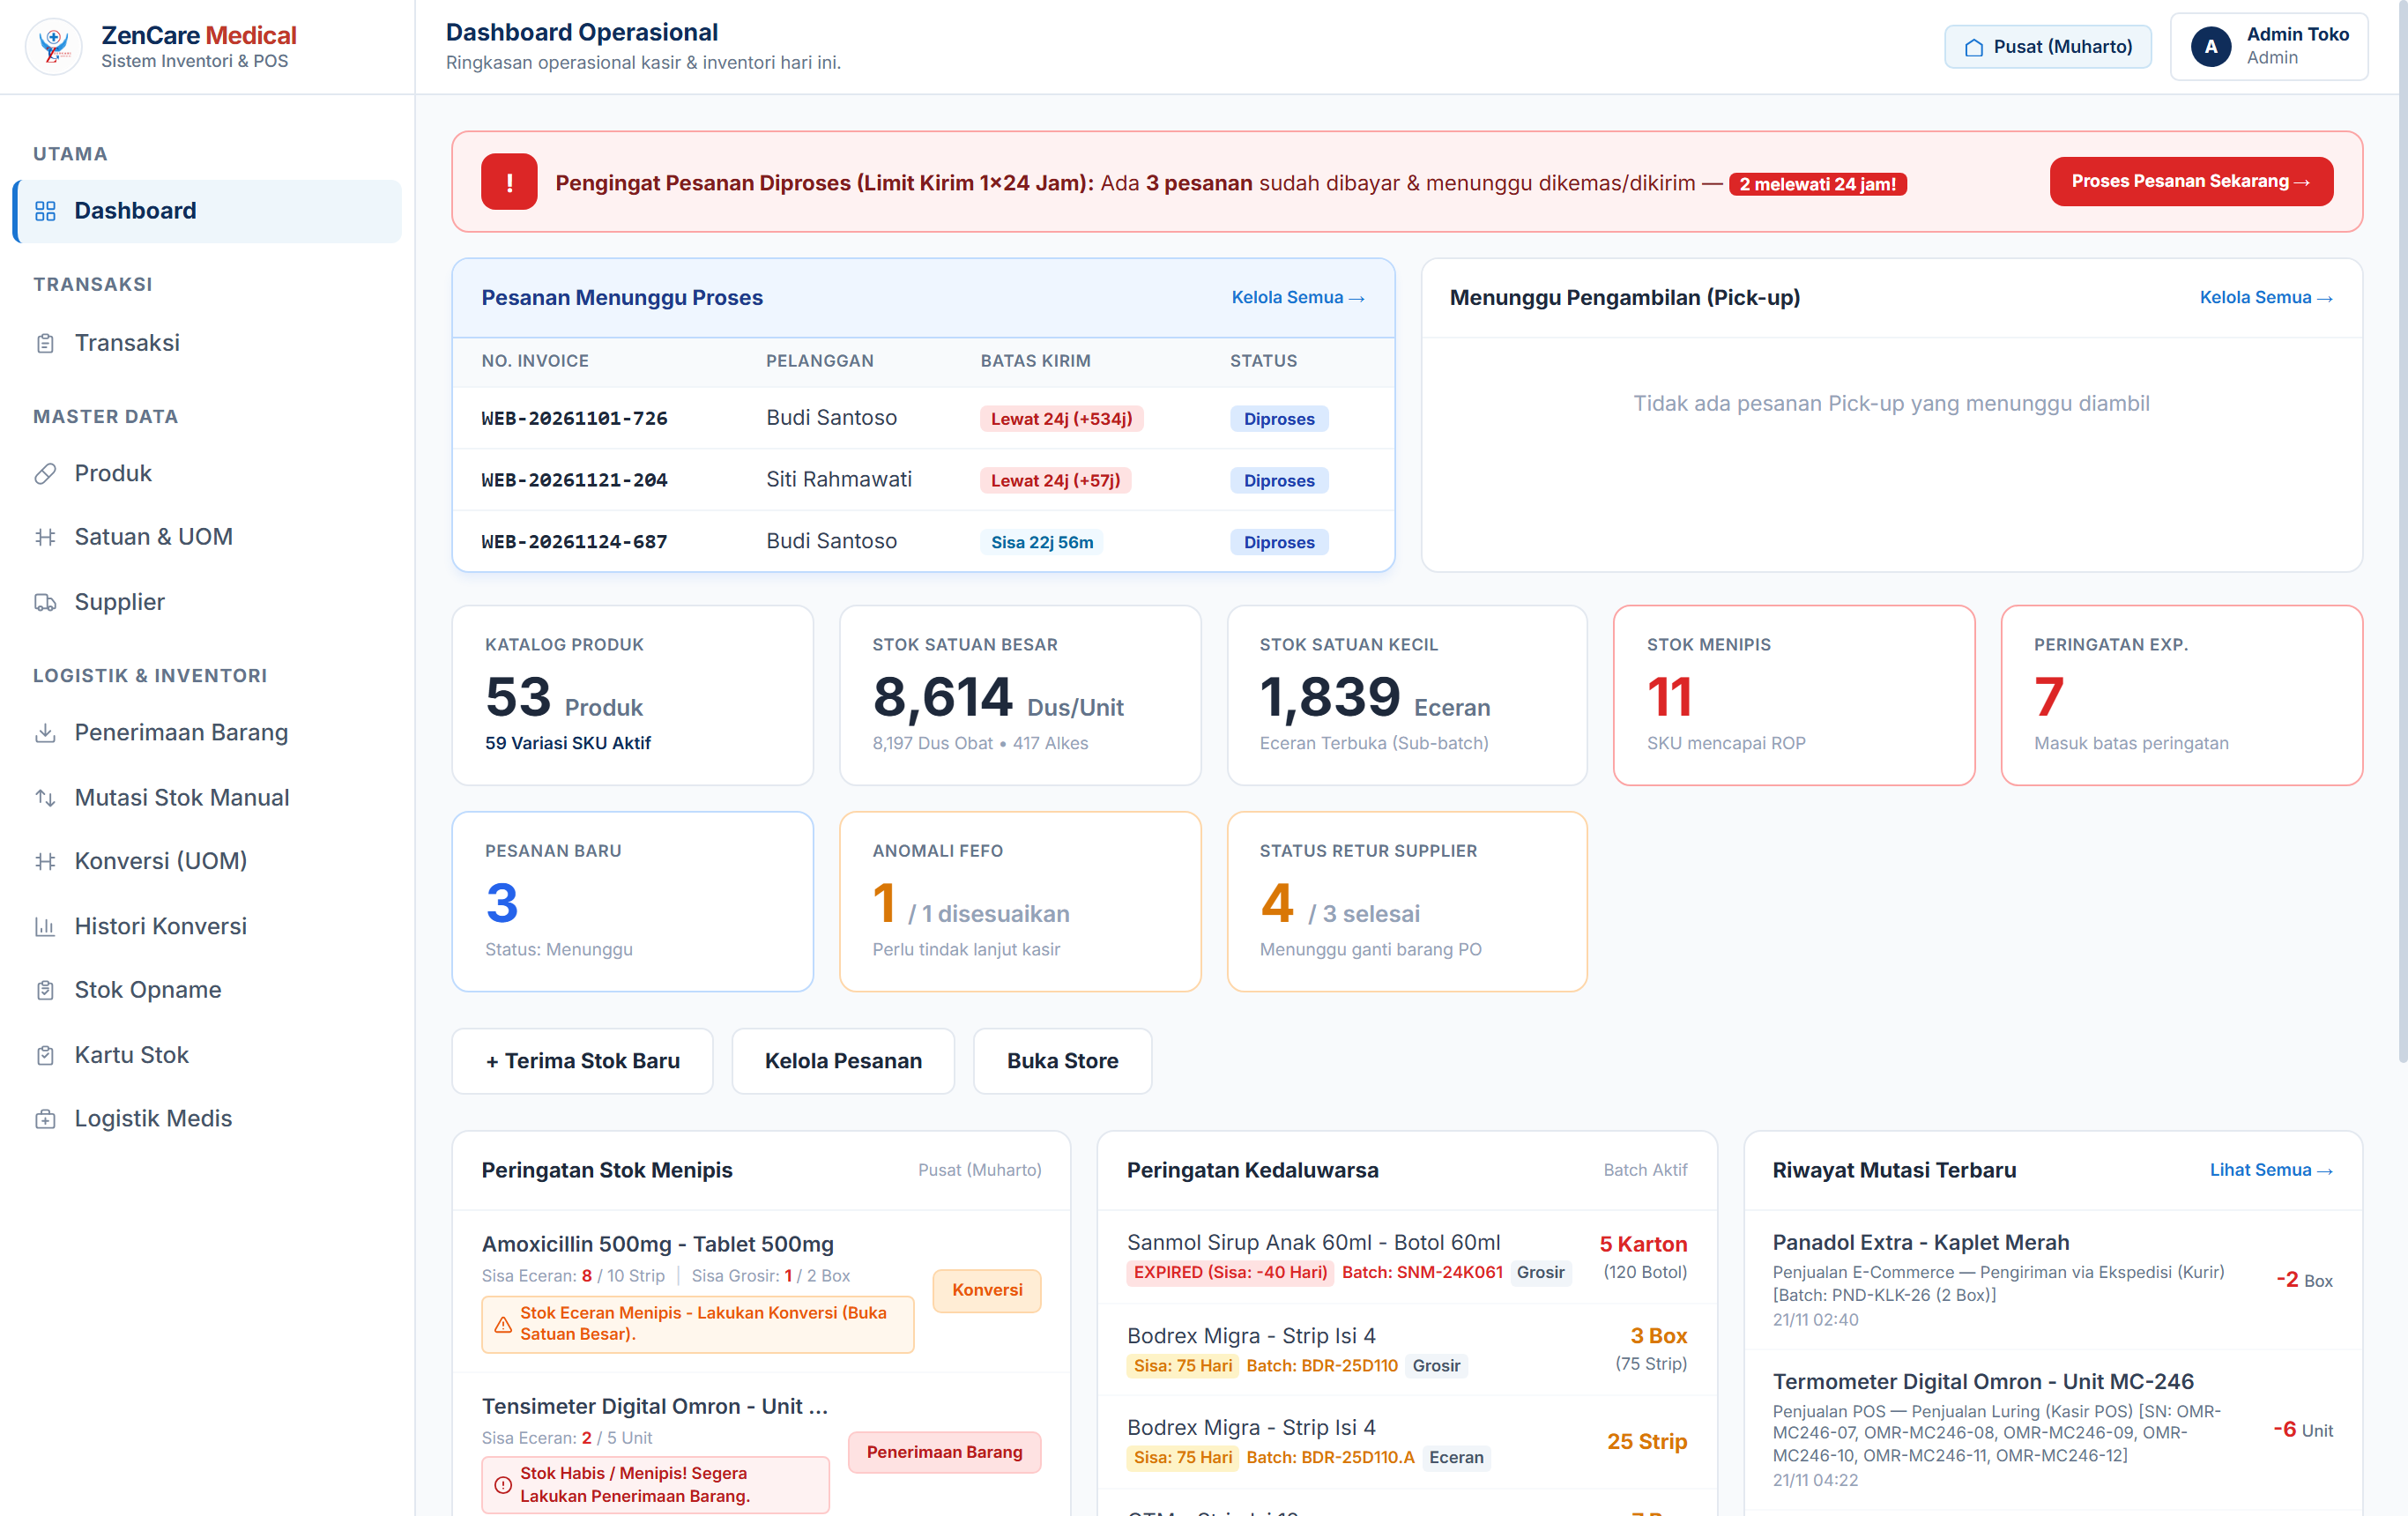 ZenCare Medical
Sistem Inventori & POS
Dashboard Operasional
Ringkasan operasional kasir & inventori hari ini.
Pusat (Muharto)
A
Admin Toko
Admin
UTAMA
Dashboard
TRANSAKSI
Transaksi
MASTER DATA
Produk
Satuan & UOM
Supplier
LOGISTIK & INVENTORI
Penerimaan Barang
Mutasi Stok Manual
Konversi (UOM)
Histori Konversi
Stok Opname
Kartu Stok
Logistik Medis
! Pengingat Pesanan Diproses (Limit Kirim 1×24 Jam): Ada 3 pesanan sudah dibayar & menunggu dikemas/dikirim — 2 melewati 24 jam!
Proses Pesanan Sekarang →
Pesanan Menunggu Proses Kelola Semua →
NO. INVOICE PELANGGAN BATAS KIRIM STATUS
WEB-20261101-726 Budi Santoso Lewat 24j (+534j) Diproses
WEB-20261121-204 Siti Rahmawati Lewat 24j (+57j) Diproses
WEB-20261124-687 Budi Santoso Sisa 22j 56m Diproses
Menunggu Pengambilan (Pick-up) Kelola Semua →
Tidak ada pesanan Pick-up yang menunggu diambil
KATALOG PRODUK
53 Produk
59 Variasi SKU Aktif
STOK SATUAN BESAR
8,614 Dus/Unit
8,197 Dus Obat • 417 Alkes
STOK SATUAN KECIL
1,839 Eceran
Eceran Terbuka (Sub-batch)
STOK MENIPIS
11
SKU mencapai ROP
PERINGATAN EXP.
7
Masuk batas peringatan
PESANAN BARU
3
Status: Menunggu
ANOMALI FEFO
1 / 1 disesuaikan
Perlu tindak lanjut kasir
STATUS RETUR SUPPLIER
4 / 3 selesai
Menunggu ganti barang PO
+ Terima Stok Baru
Kelola Pesanan
Buka Store
Peringatan Stok Menipis Pusat (Muharto)
Amoxicillin 500mg - Tablet 500mg
Sisa Eceran: 8 / 10 Strip | Sisa Grosir: 1 / 2 Box
Stok Eceran Menipis - Lakukan Konversi (Buka
Satuan Besar).
Konversi
Tensimeter Digital Omron - Unit ...
Sisa Eceran: 2 / 5 Unit
Stok Habis / Menipis! Segera
Lakukan Penerimaan Barang.
Penerimaan Barang
Peringatan Kedaluwarsa Batch Aktif
Sanmol Sirup Anak 60ml - Botol 60ml 5 Karton
EXPIRED (Sisa: -40 Hari) Batch: SNM-24K061 Grosir (120 Botol)
Bodrex Migra - Strip Isi 4 3 Box
Sisa: 75 Hari Batch: BDR-25D110 Grosir (75 Strip)
Bodrex Migra - Strip Isi 4
Sisa: 75 Hari Batch: BDR-25D110.A Eceran
25 Strip
Riwayat Mutasi Terbaru Lihat Semua →
Panadol Extra - Kaplet Merah
Penjualan E-Commerce — Pengiriman via Ekspedisi (Kurir)
[Batch: PND-KLK-26 (2 Box)]
21/11 02:40
-2 Box
Termometer Digital Omron - Unit MC-246
Penjualan POS — Penjualan Luring (Kasir POS) [SN: OMR-
MC246-07, OMR-MC246-08, OMR-MC246-09, OMR-
MC246-10, OMR-MC246-11, OMR-MC246-12]
21/11 04:22
-6 Unit